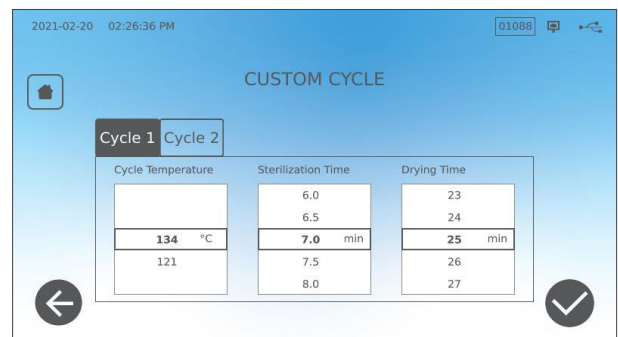 2021-02-20 02:26:36 PM 01088
CUSTOM CYCLE
Cycle 1 Cycle 2
Cycle Temperature Sterilization Time Drying Time
6.0 23
6.5 24
134 °C 7.0 min 25 min
121 7.5 26
8.0 27